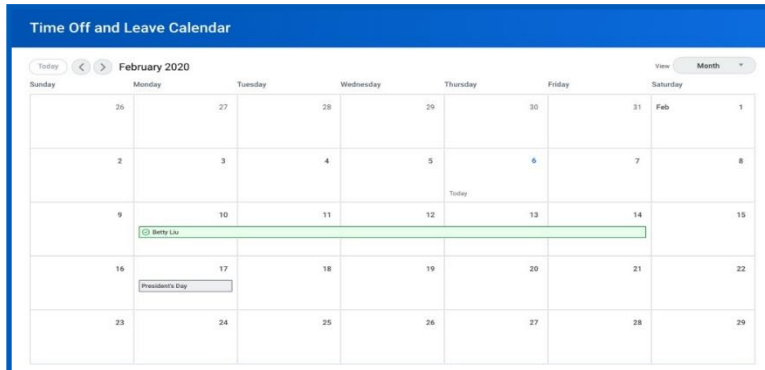 Time Off and Leave Calendar
Today < > February 2020 View Month
Sunday Monday Tuesday Wednesday Thursday Friday Saturday
26 27 28 29 30 31 Feb 1
2 3 4 5 6 7 8
Today
9 10 11 12 13 14 15
Betty Liu
16 17 18 19 20 21 22
President's Day
23 24 25 26 27 28 29